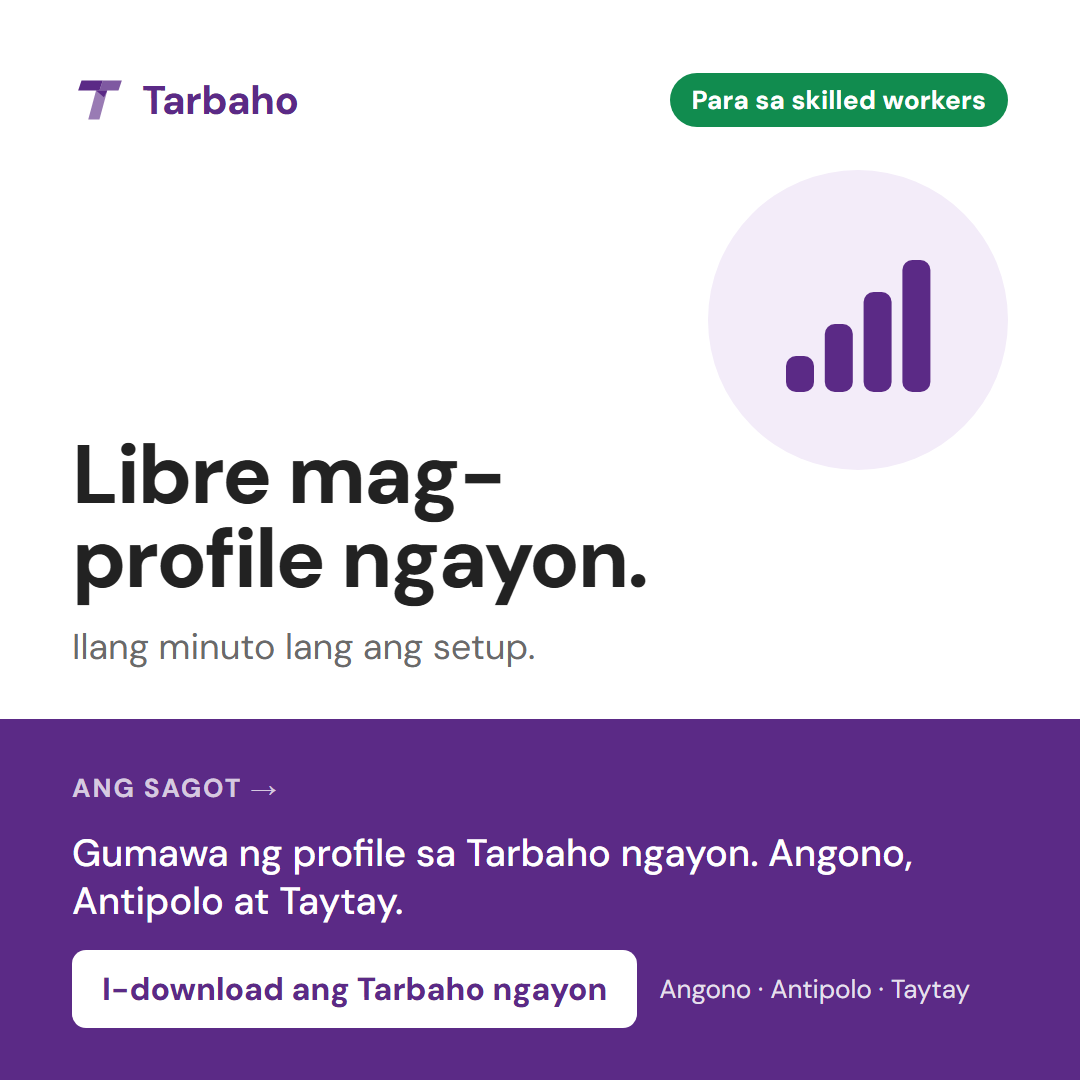 Tarbaho
Para sa skilled workers
Libre mag-
profile ngayon.
Ilang minuto lang ang setup.
ANG SAGOT →
Gumawa ng profile sa Tarbaho ngayon. Angono,
Antipolo at Taytay.
I-download ang Tarbaho ngayon
Angono · Antipolo · Taytay